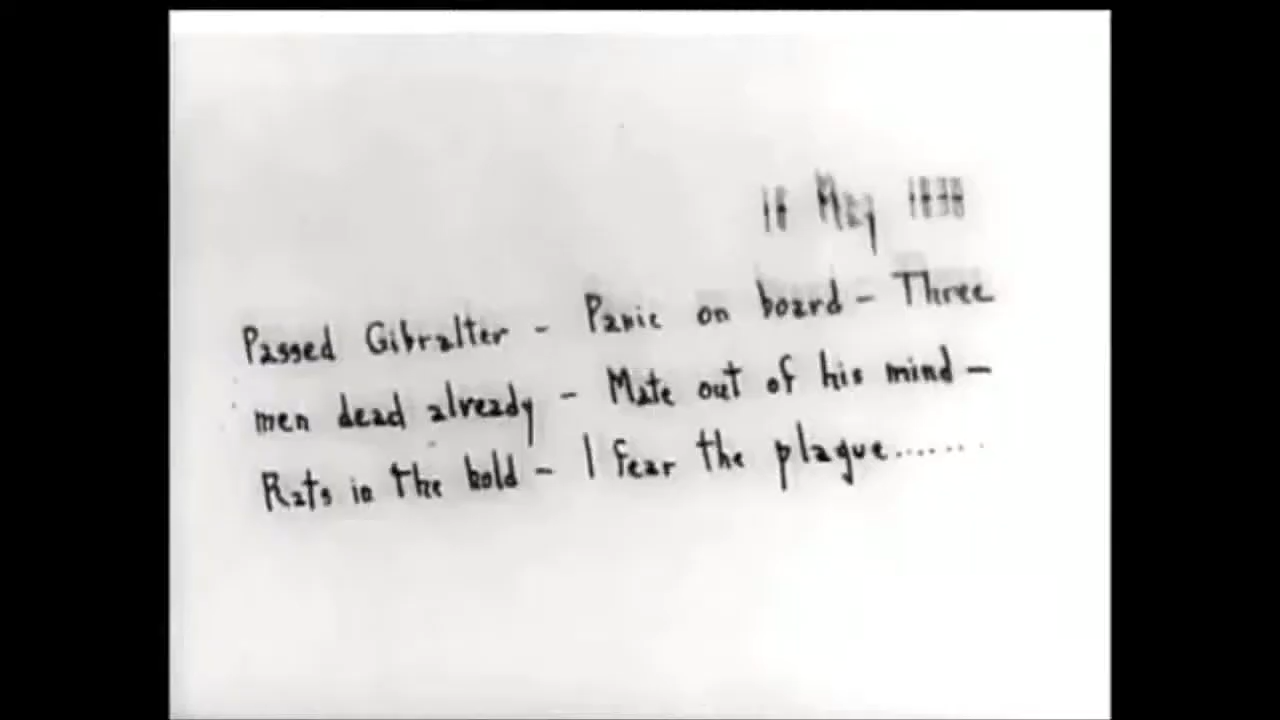 18 May 1838
Passed Gibralter - Panic on board - Three
men dead already - Mate out of his mind -
Rats in the hold - I fear the plague.......